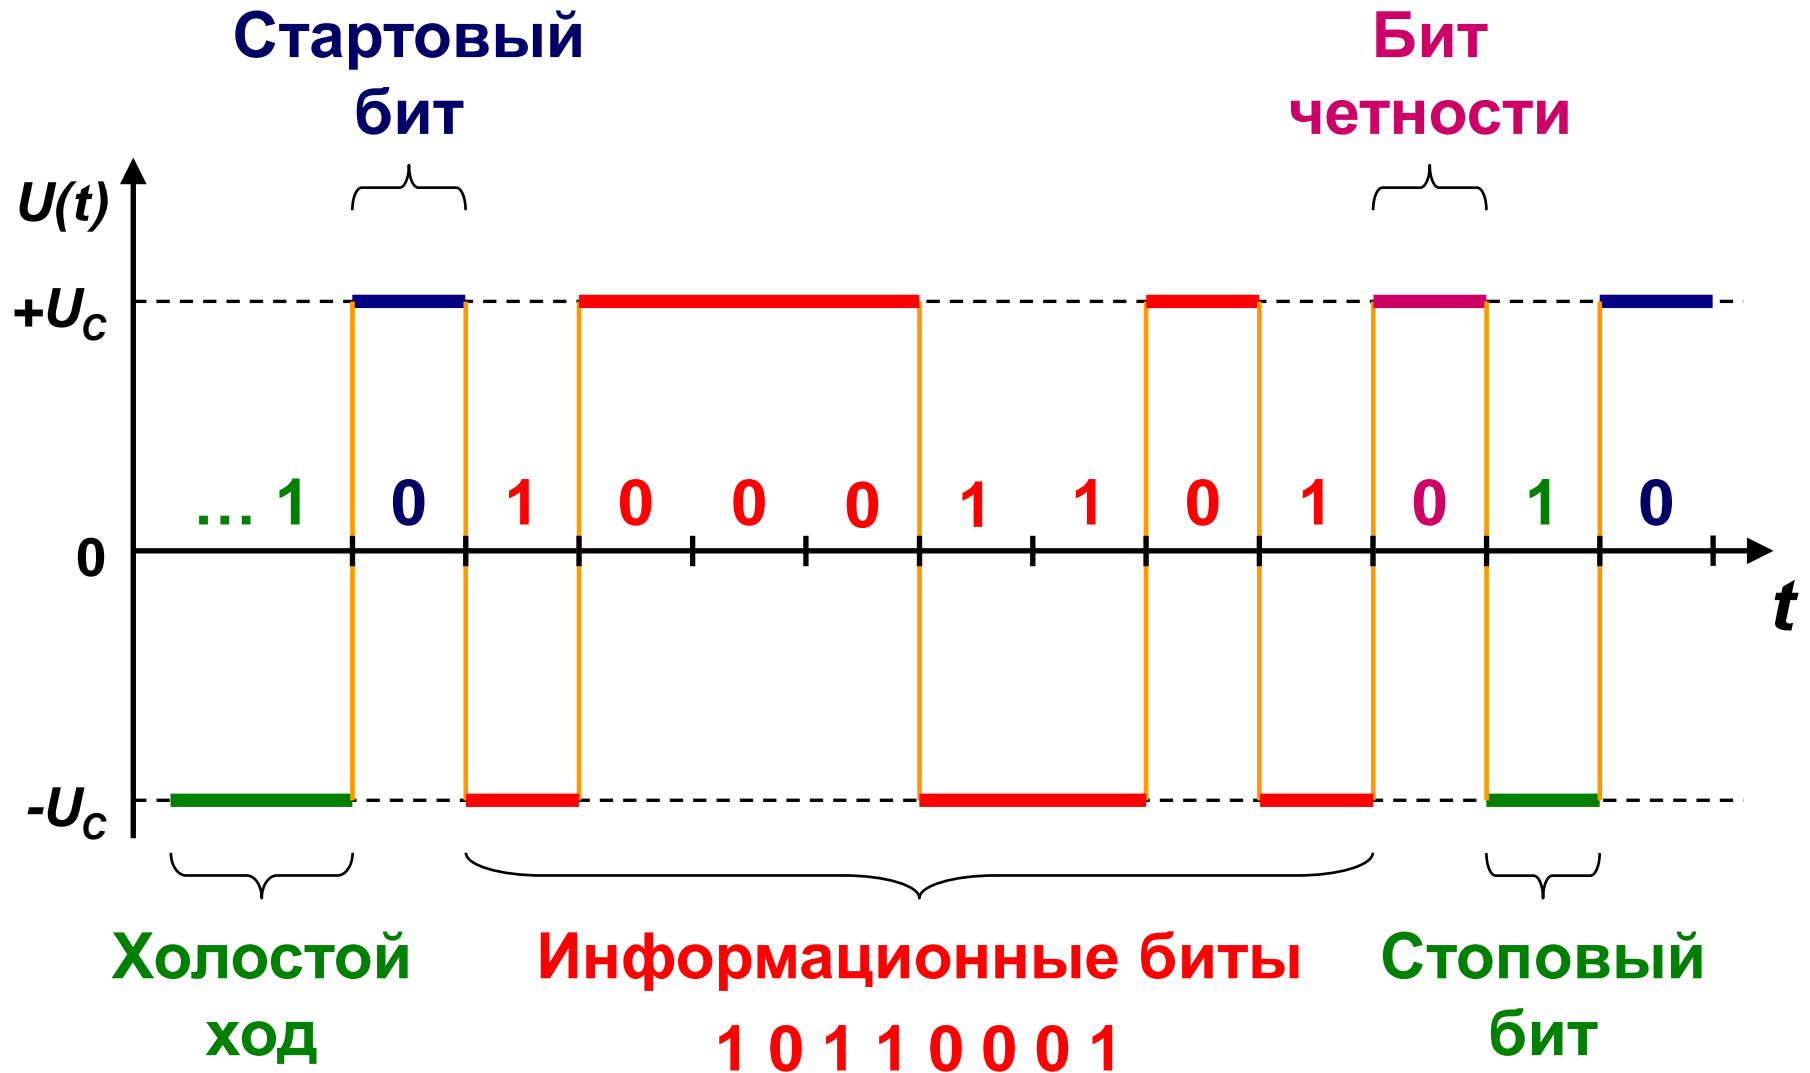 Стартовый
бит
Бит
четности
U(t)
+UC
… 1 0 1 0 0 0 1 1 0 1 0 1 0
0
t
-UC
Холостой
ход
Информационные биты
1 0 1 1 0 0 0 1
Стоповый
бит